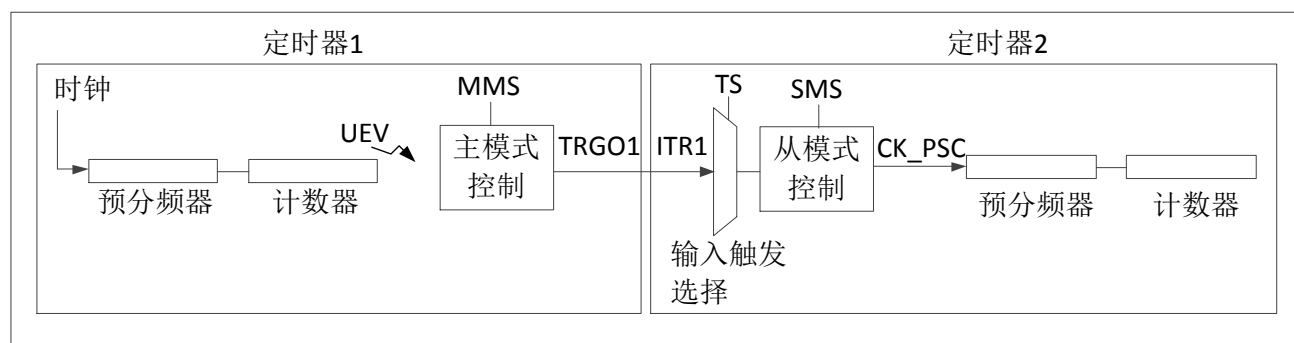 定时器1
定时器2
时钟
MMS
TS
SMS
UEV
主模式
控制
TRGO1
ITR1
从模式
控制
CK_PSC
预分频器
计数器
预分频器
计数器
输入触发
选择